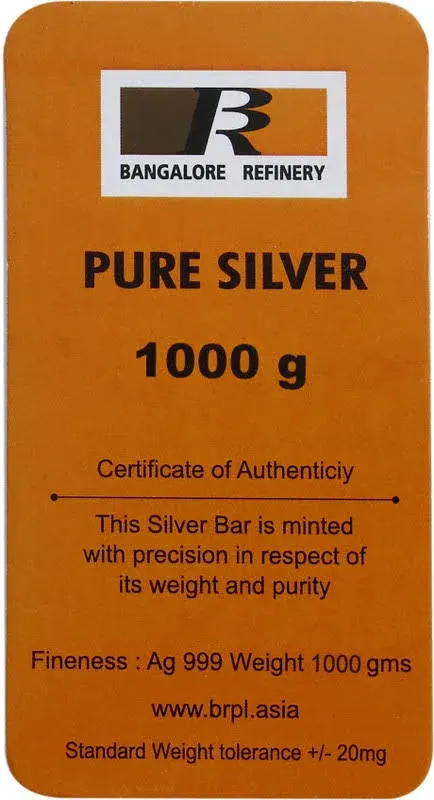 BANGALORE REFINERY
PURE SILVER
1000 g
Certificate of Authenticiy
This Silver Bar is minted
with precision in respect of
its weight and purity
Fineness : Ag 999 Weight 1000 gms
www.brpl.asia
Standard Weight tolerance +/- 20mg